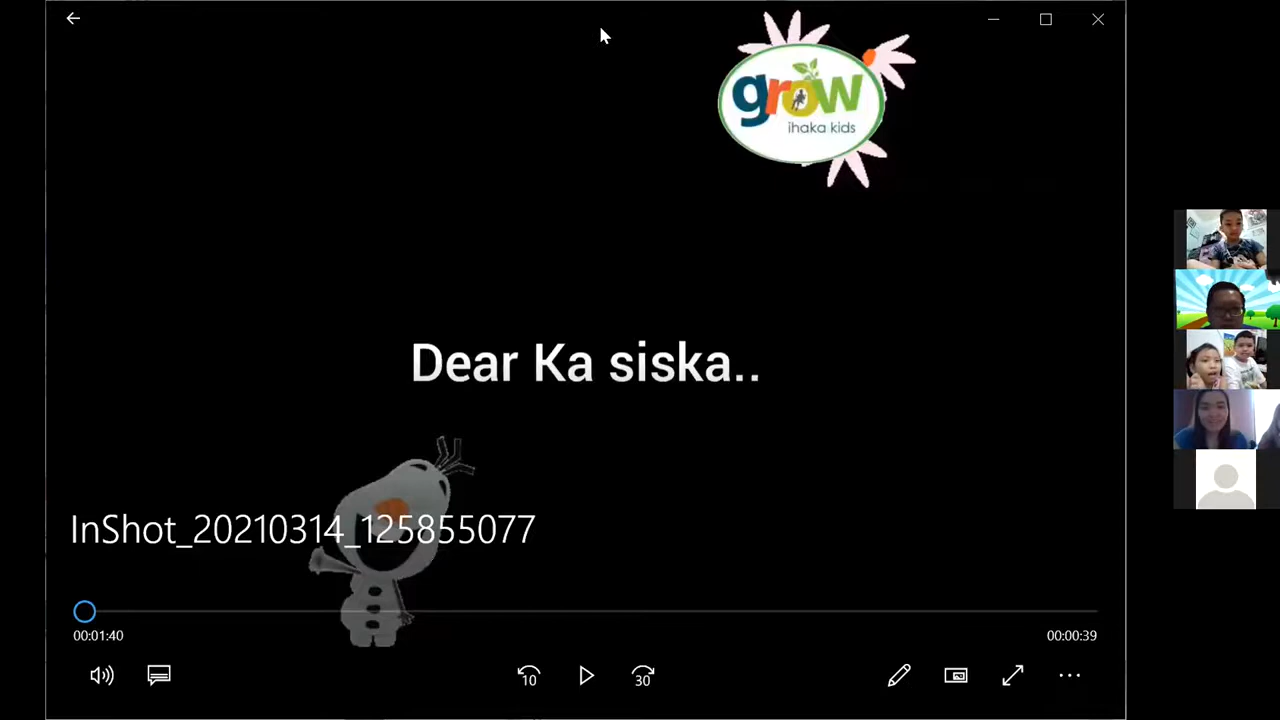 grow
ihaka kids
Dear Ka siska..
InShot_20210314_125855077
00:01:40
00:00:39
10
30